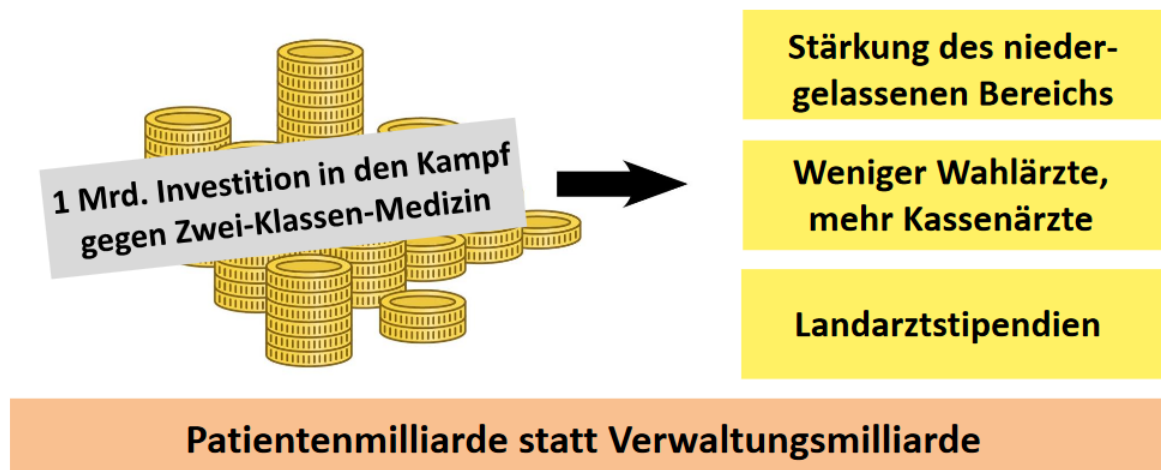 1 Mrd. Investition in den Kampf
gegen Zwei-Klassen-Medizin
Stärkung des nieder-
gelassenen Bereichs
Weniger Wahlärzte,
mehr Kassenärzte
Landarztstipendien
Patientenmilliarde statt Verwaltungsmilliarde